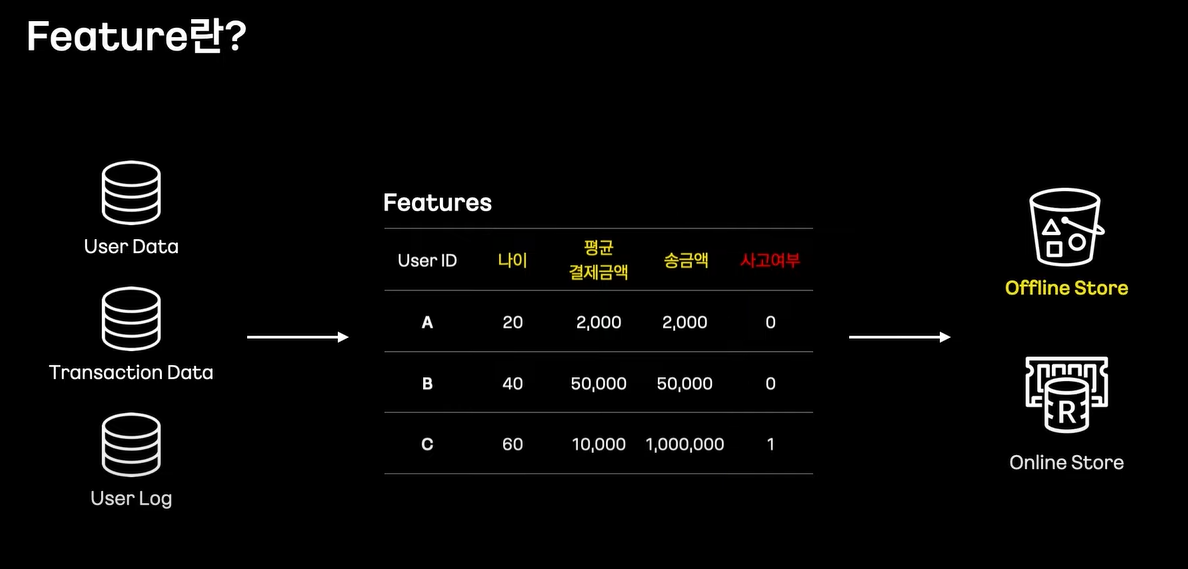 Feature란?
User Data
Transaction Data
User Log
Features
User ID 나이 평균 결제금액 송금액 사고여부
A 20 2,000 2,000 0
B 40 50,000 50,000 0
C 60 10,000 1,000,000 1
Offline Store
R
Online Store